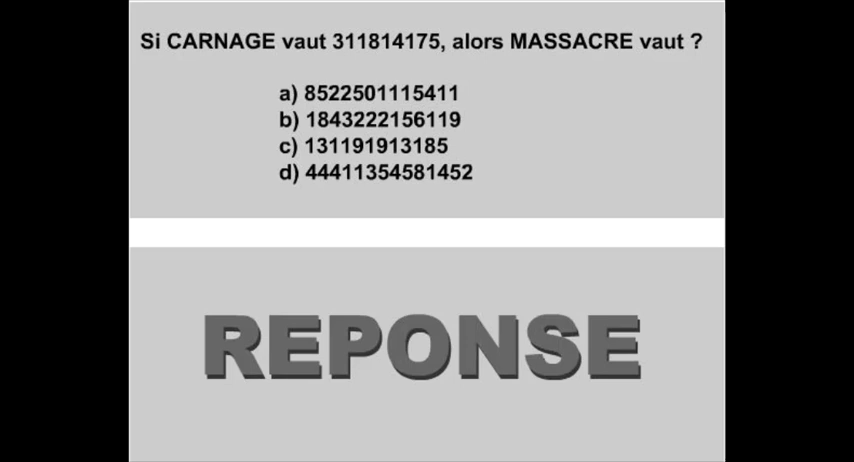 Si CARNAGE vaut 311814175, alors MASSACRE vaut ?
a) 8522501115411
b) 1843222156119
c) 131191913185
d) 44411354581452
REPONSE